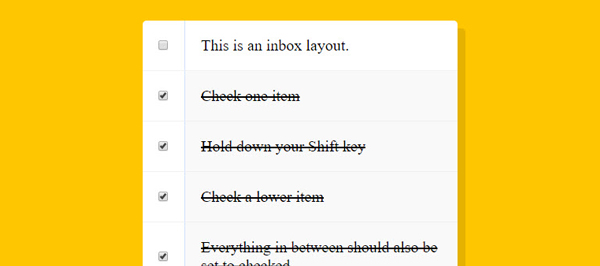 This is an inbox layout.
Check one item
Hold down your Shift key
Check a lower item
Everything in between should also be
set to checked